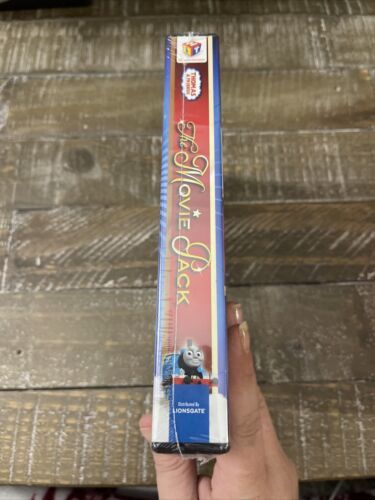 THOMAS
& FRIENDS
The Movie Pack
Distributed By
LIONSGATE